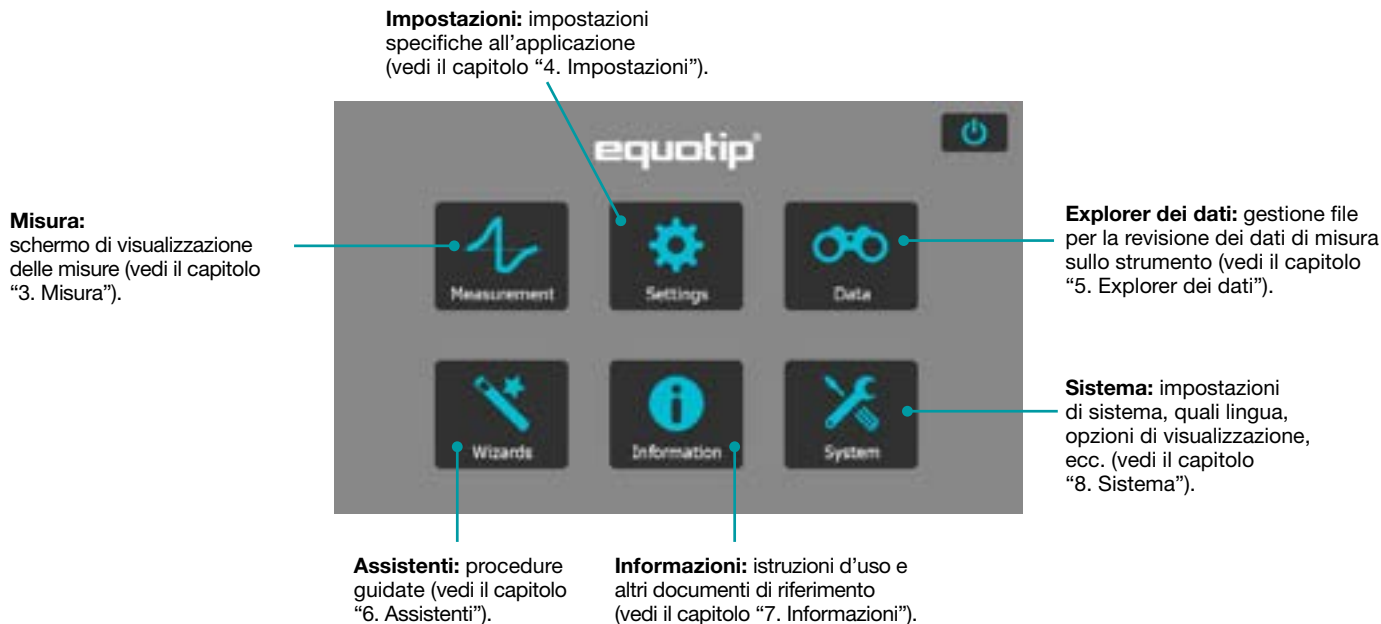 Impostazioni: impostazioni
specifiche all’applicazione
(vedi il capitolo “4. Impostazioni”).
equotip®
Misura:
schermo di visualizzazione
delle misure (vedi il capitolo
“3. Misura”).
Measurement
Settings
Data
Explorer dei dati: gestione file
per la revisione dei dati di misura
sullo strumento (vedi il capitolo
“5. Explorer dei dati”).
Wizards
Information
System
Sistema: impostazioni
di sistema, quali lingua,
opzioni di visualizzazione,
ecc. (vedi il capitolo
“8. Sistema”).
Assistenti: procedure
guidate (vedi il capitolo
“6. Assistenti”).
Informazioni: istruzioni d’uso e
altri documenti di riferimento
(vedi il capitolo “7. Informazioni”).